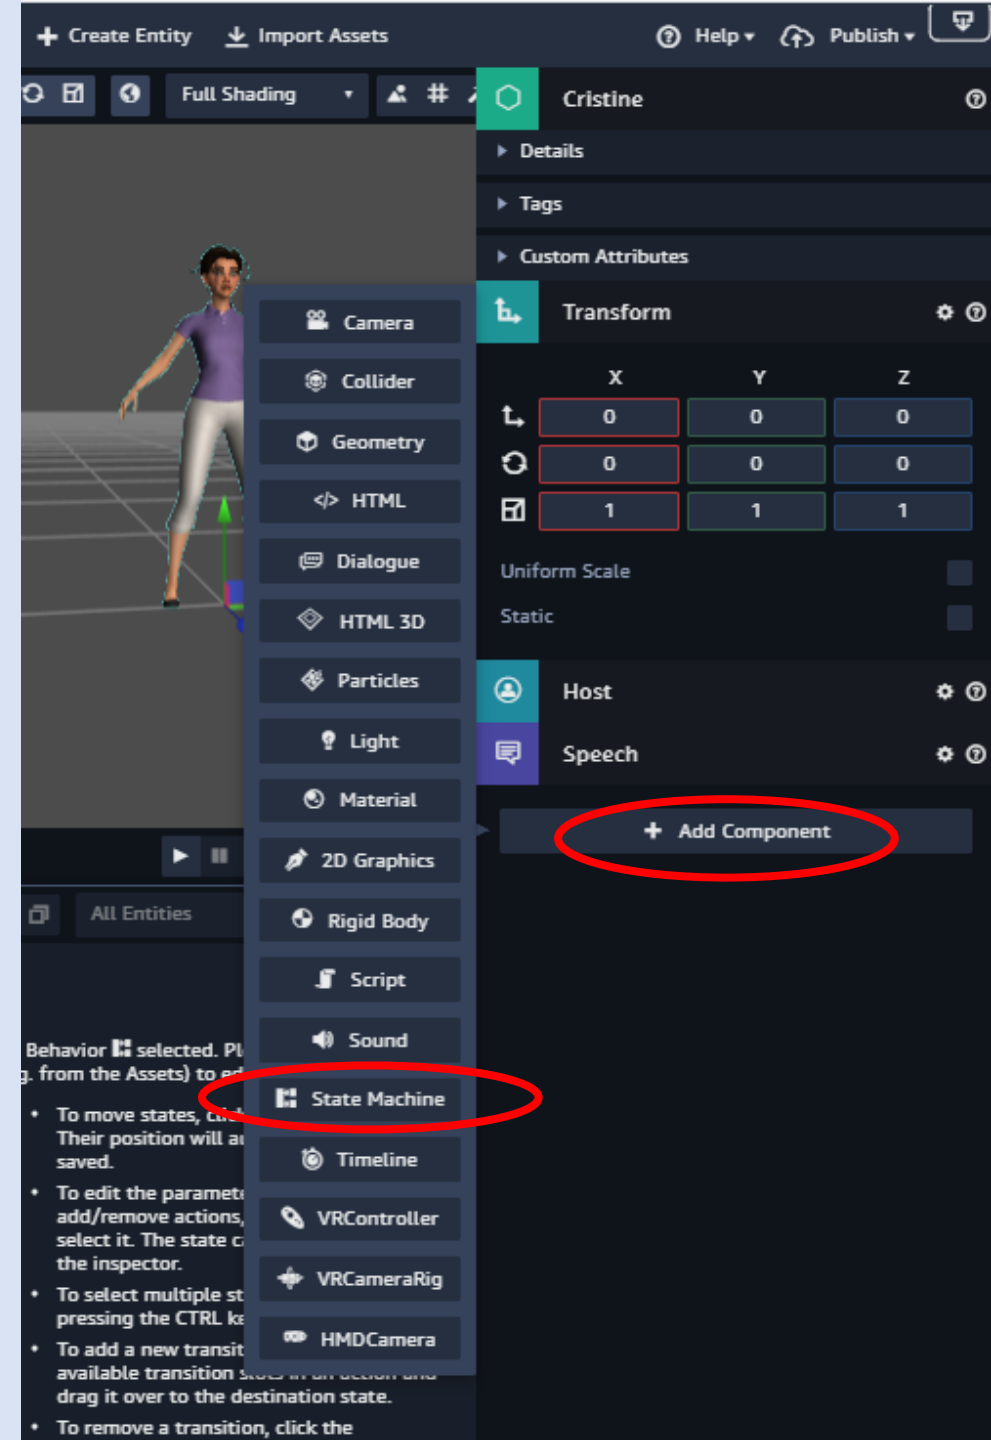 Create Entity
Import Assets
Help
Publish
Full Shading
Cristine
Details
Tags
Custom Attributes
Transform
X Y Z
0 0 0
0 0 0
1 1 1
Uniform Scale
Static
Host
Speech
+ Add Component
Camera
Collider
Geometry
</> HTML
Dialogue
HTML 3D
Particles
Light
Material
2D Graphics
Rigid Body
Script
Sound
State Machine
Timeline
VRController
VRCameraRig
HMDCamera
All Entities
Behavior selected.
from the Assets) to
• To move states,
Their position will
saved.
• To edit the
add/remove actions,
select it. The state
the inspector.
• To select multiple
pressing the CTRL
• To add a new
available transition slots in an action and
drag it over to the destination state.
• To remove a transition, click the